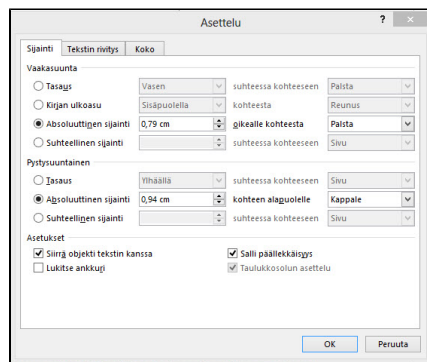 Asettelu ?
Sijainti Tekstin rivitys Koko
Vaakasuunta
Tasaus Vasen suhteessa kohteeseen Palsta
Kirjan ulkoasu Sisäpuolella kohteesta Reunus
Absoluuttinen sijainti 0,79 cm oikealle kohteesta Palsta
Suhteellinen sijainti suhteessa kohteeseen Sivu
Pystysuuntainen
Tasaus Ylhäällä suhteessa kohteeseen Sivu
Absoluuttinen sijainti 0,94 cm kohteen alapuolelle Kappale
Suhteellinen sijainti suhteessa kohteeseen Sivu
Asetukset
Siirrä objekti tekstin kanssa Salli päällekkäisyys
Lukitse ankkuri Taulukkosolun asettelu
OK Peruuta